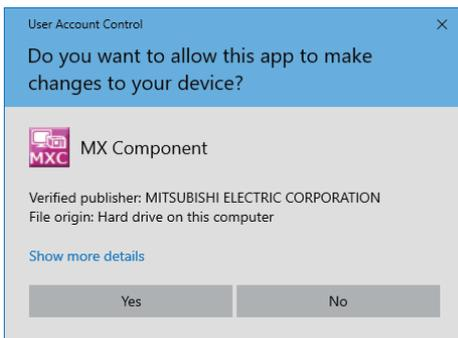 User Account Control
Do you want to allow this app to make
changes to your device?
MXC
MX Component
Verified publisher: MITSUBISHI ELECTRIC CORPORATION
File origin: Hard drive on this computer
Show more details
Yes
No